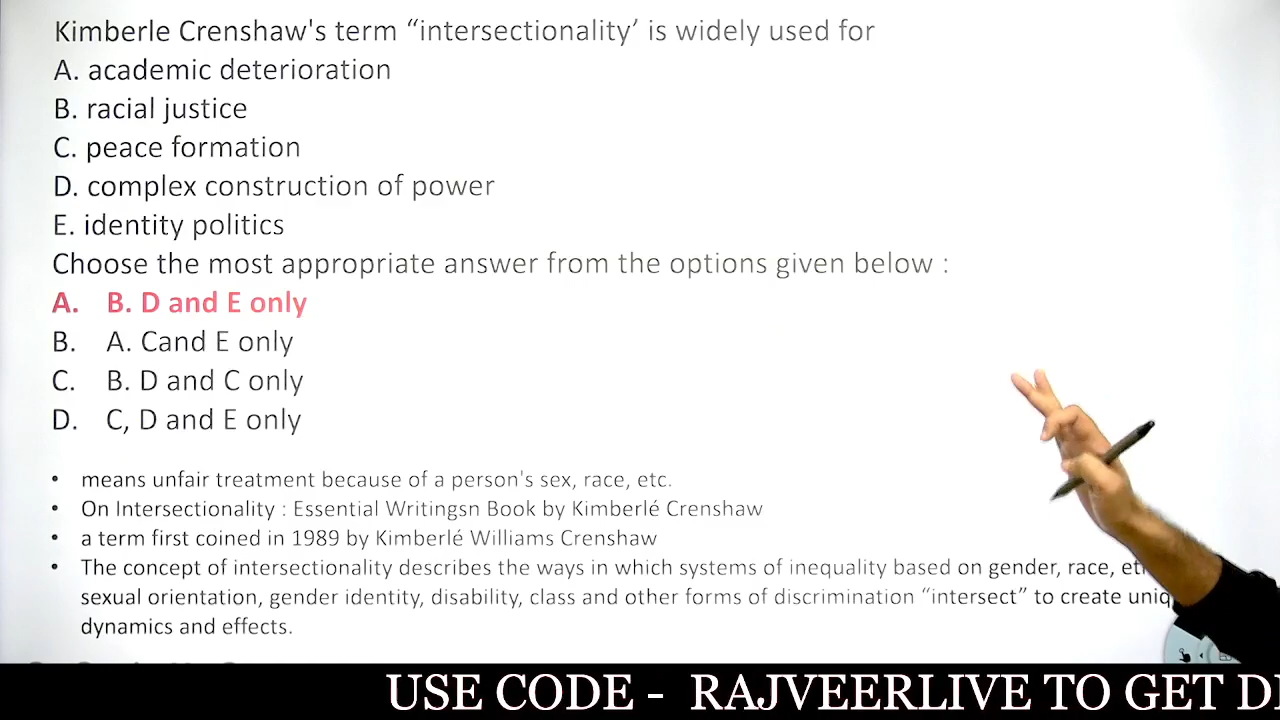 Kimberle Crenshaw's term “intersectionality’ is widely used for
A. academic deterioration
B. racial justice
C. peace formation
D. complex construction of power
E. identity politics
Choose the most appropriate answer from the options given below :
A. B. D and E only
B. A. Cand E only
C. B. D and C only
D. C, D and E only
• means unfair treatment because of a person's sex, race, etc.
• On Intersectionality : Essential Writingsn Book by Kimberlé Crenshaw
• a term first coined in 1989 by Kimberlé Williams Crenshaw
• The concept of intersectionality describes the ways in which systems of inequality based on gender, race,
sexual orientation, gender identity, disability, class and other forms of discrimination “intersect” to create
dynamics and effects.
USE CODE - RAJVEERLIVE TO GET